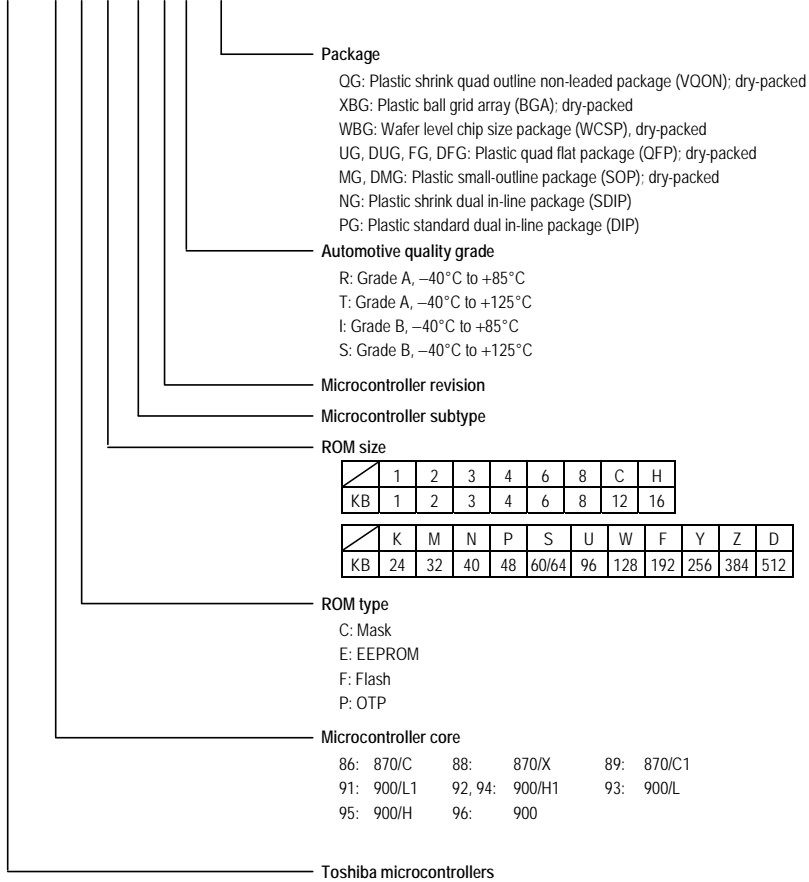 Package
QG: Plastic shrink quad outline non-leaded package (VQON); dry-packed
XBG: Plastic ball grid array (BGA); dry-packed
WBG: Wafer level chip size package (WCSP), dry-packed
UG, DUG, FG, DFG: Plastic quad flat package (QFP); dry-packed
MG, DMG: Plastic small-outline package (SOP); dry-packed
NG: Plastic shrink dual in-line package (SDIP)
PG: Plastic standard dual in-line package (DIP)
Automotive quality grade
R: Grade A, –40°C to +85°C
T: Grade A, –40°C to +125°C
I: Grade B, –40°C to +85°C
S: Grade B, –40°C to +125°C
Microcontroller revision
Microcontroller subtype
ROM size
1 2 3 4 6 8 C H
KB 1 2 3 4 6 8 12 16
K M N P S U W F Y Z D
KB 24 32 40 48 60/64 96 128 192 256 384 512
ROM type
C: Mask
E: EEPROM
F: Flash
P: OTP
Microcontroller core
86: 870/C 88: 870/X 89: 870/C1
91: 900/L1 92, 94: 900/H1 93: 900/L
95: 900/H 96: 900
Toshiba microcontrollers